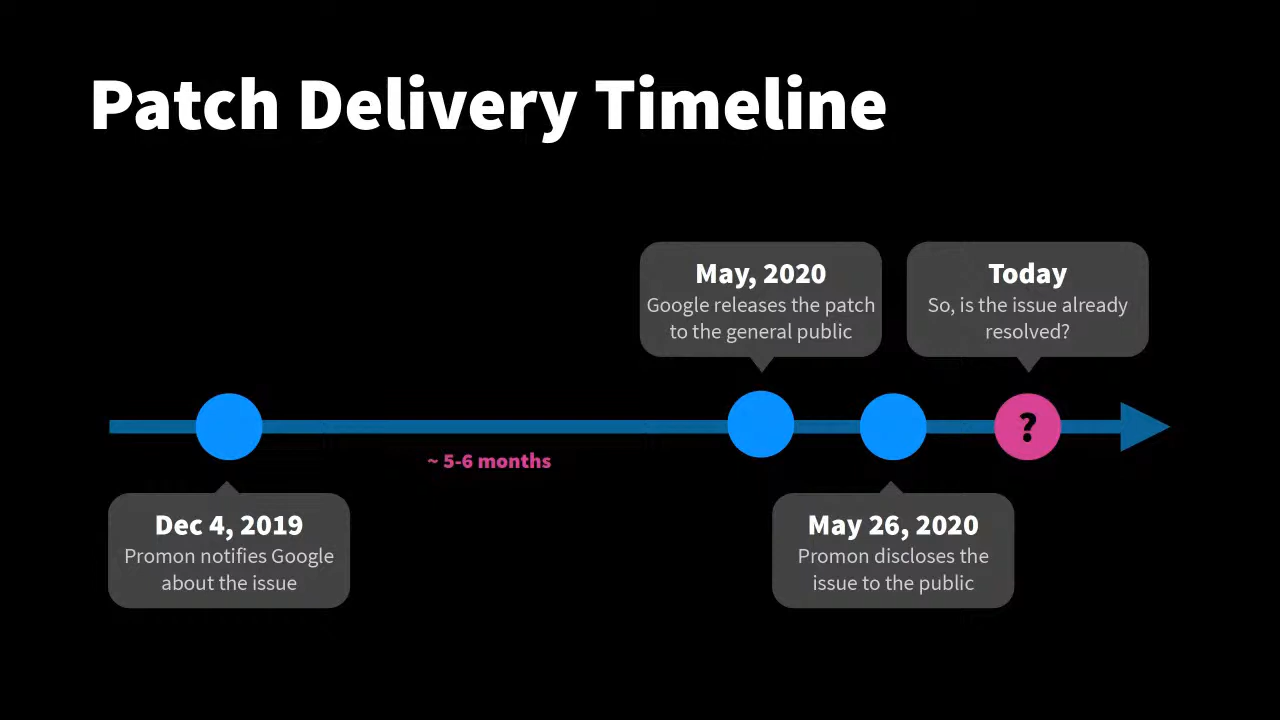 Patch Delivery Timeline
May, 2020
Google releases the patch
to the general public
Today
So, is the issue already
resolved?
?
~ 5-6 months
Dec 4, 2019
Promon notifies Google
about the issue
May 26, 2020
Promon discloses the
issue to the public